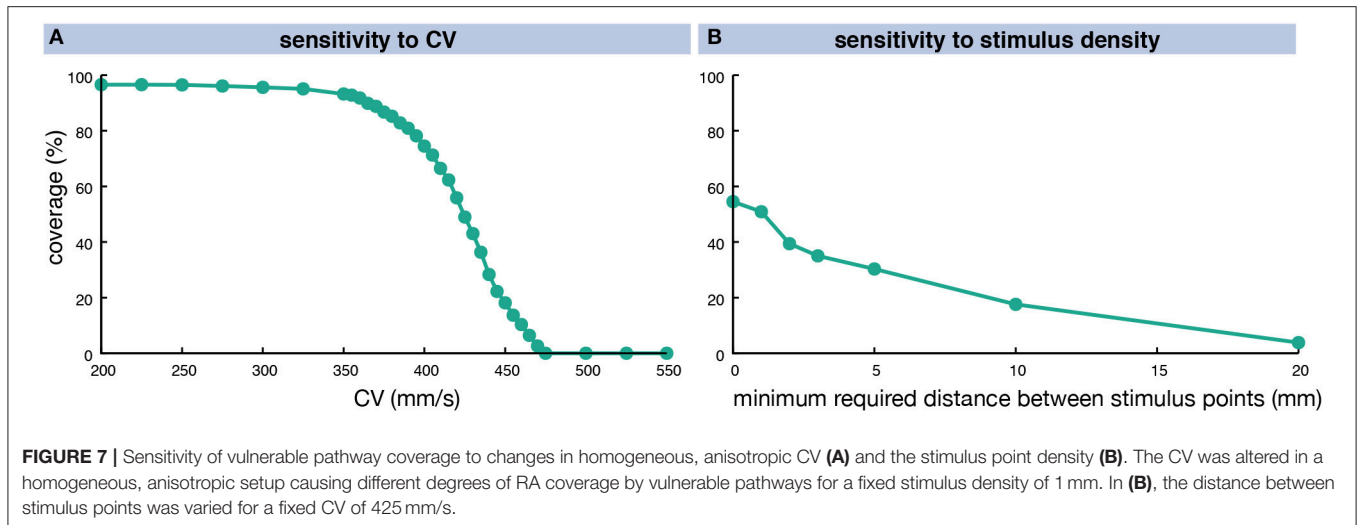 A sensitivity to CV
B sensitivity to stimulus density
coverage (%)
100
80
60
40
20
0
200 250 300 350 400 450 500 550
CV (mm/s)
100
80
60
40
20
0
0 5 10 15 20
minimum required distance between stimulus points (mm)
FIGURE 7 | Sensitivity of vulnerable pathway coverage to changes in homogeneous, anisotropic CV (A) and the stimulus point density (B). The CV was altered in a
homogeneous, anisotropic setup causing different degrees of RA coverage by vulnerable pathways for a fixed stimulus density of 1 mm. In (B), the distance between
stimulus points was varied for a fixed CV of 425 mm/s.